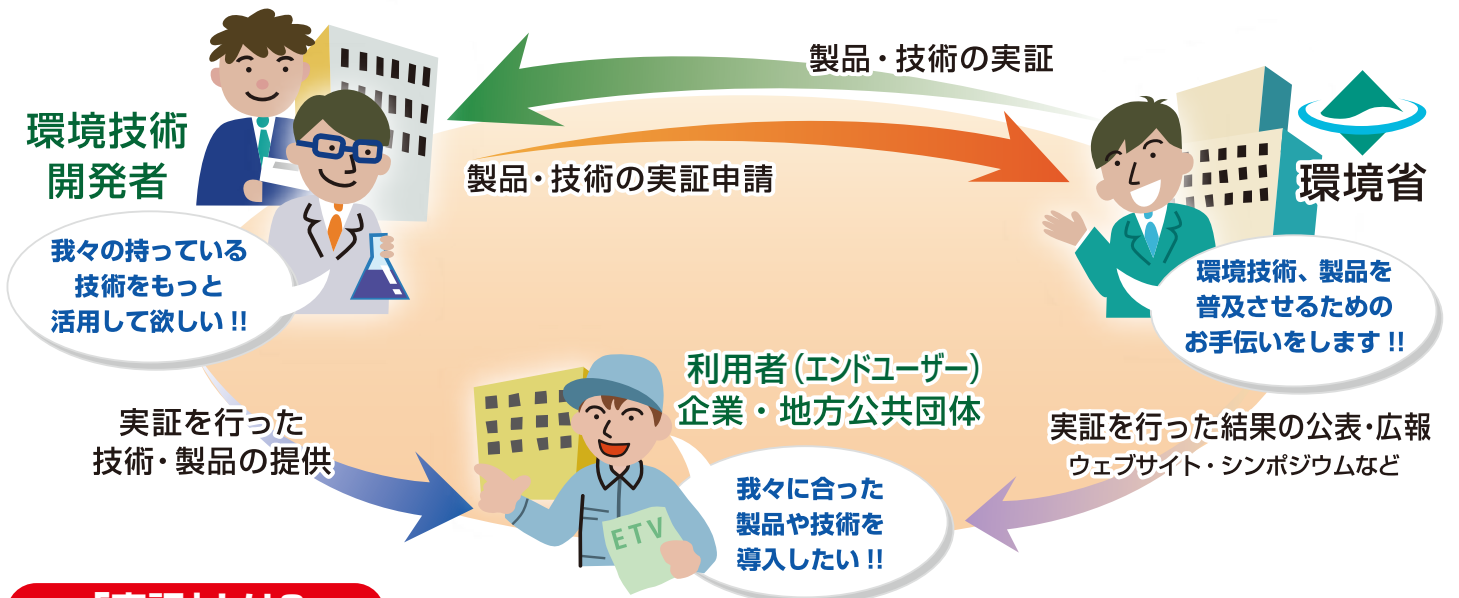 製品・技術の実証
環境技術
開発者
製品・技術の実証申請
環境省
我々の持っている
技術をもっと
活用して欲しい!!
環境技術、製品を
普及させるための
お手伝いをします!!
利用者(エンドユーザー)
企業・地方公共団体
実証を行った
技術・製品の提供
実証を行った結果の公表・広報
ウェブサイト・シンポジウムなど
我々に合った
製品や技術を
導入したい!!
ETV